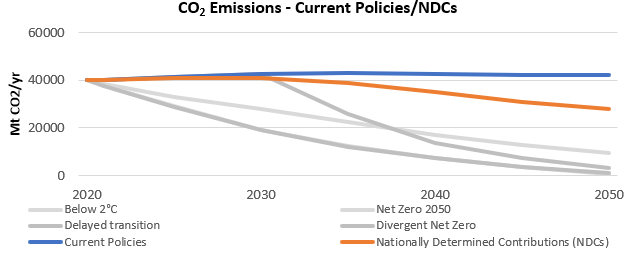 CO₂ Emissions - Current Policies/NDCs
Mt CO2/yr
60000
40000
20000
0
2020 2030 2040 2050
Below 2°C Net Zero 2050
Delayed transition Divergent Net Zero
Current Policies Nationally Determined Contributions (NDCs)